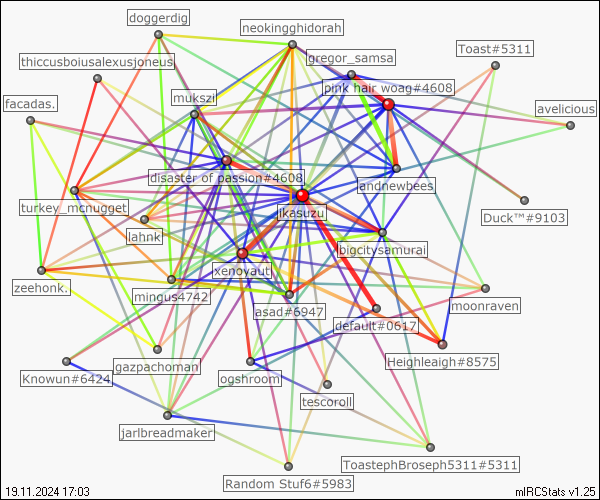 doggerdig
neokingghidorah
gregor_samsa
Toast#5311
thiccusboiusalexusjoneus
pink hair woag#4608
mukszi
facadas.
avelicious
disaster of passion#4608
landnewbees
turkey_mcnugget
jkasuzu
Duck™#9103
lahnk
bigcitysamurai
xenoyauti
zeehonk.
mingus4742
moonraven
asad#6947
default#0617
gazpachoman
Heighleaigh#8575
Knowun#6424
ogshroom
tescoroll
jarlbreadmaker
ToastephBroseph5311#5311
Random Stuf6#5983
19.11.2024 17:03
mIRCStats v1.25